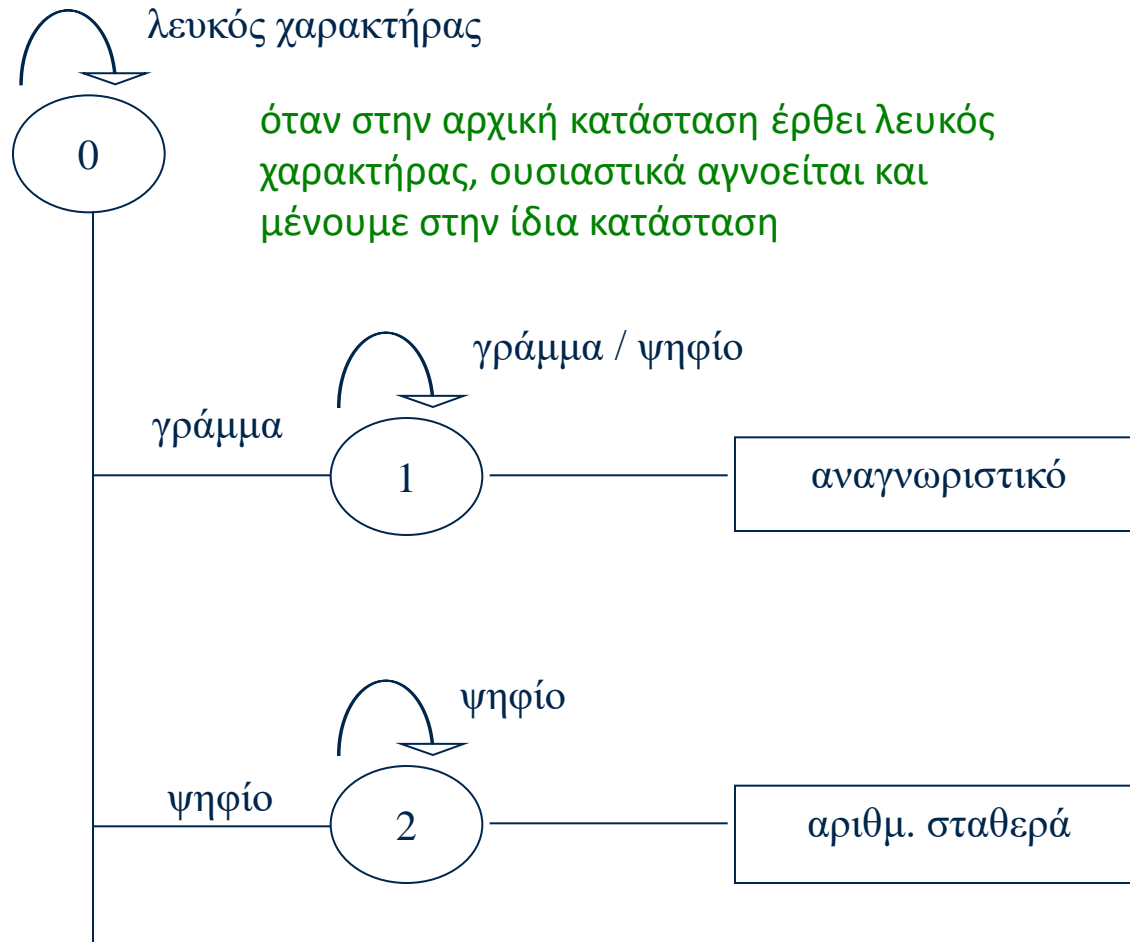 λευκός χαρακτήρας
0
όταν στην αρχική κατάσταση έρθει λευκός
χαρακτήρας, ουσιαστικά αγνοείται και
μένουμε στην ίδια κατάσταση
γράμμα / ψηφίο
γράμμα
1
αναγνωριστικό
ψηφίο
ψηφίο
2
αριθμ. σταθερά